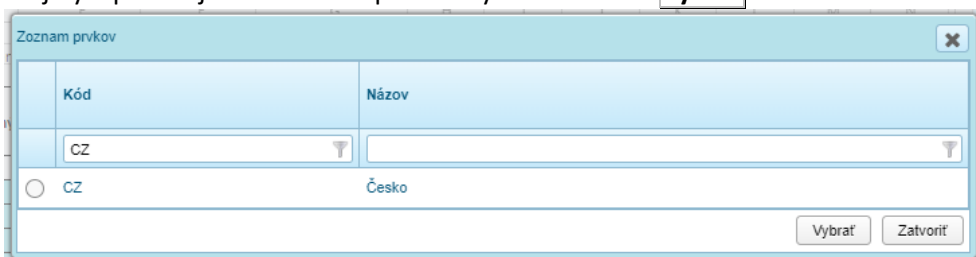 Zoznam prvkov
Kód Názov
CZ
CZ Česko
Vybrať Zatvoriť